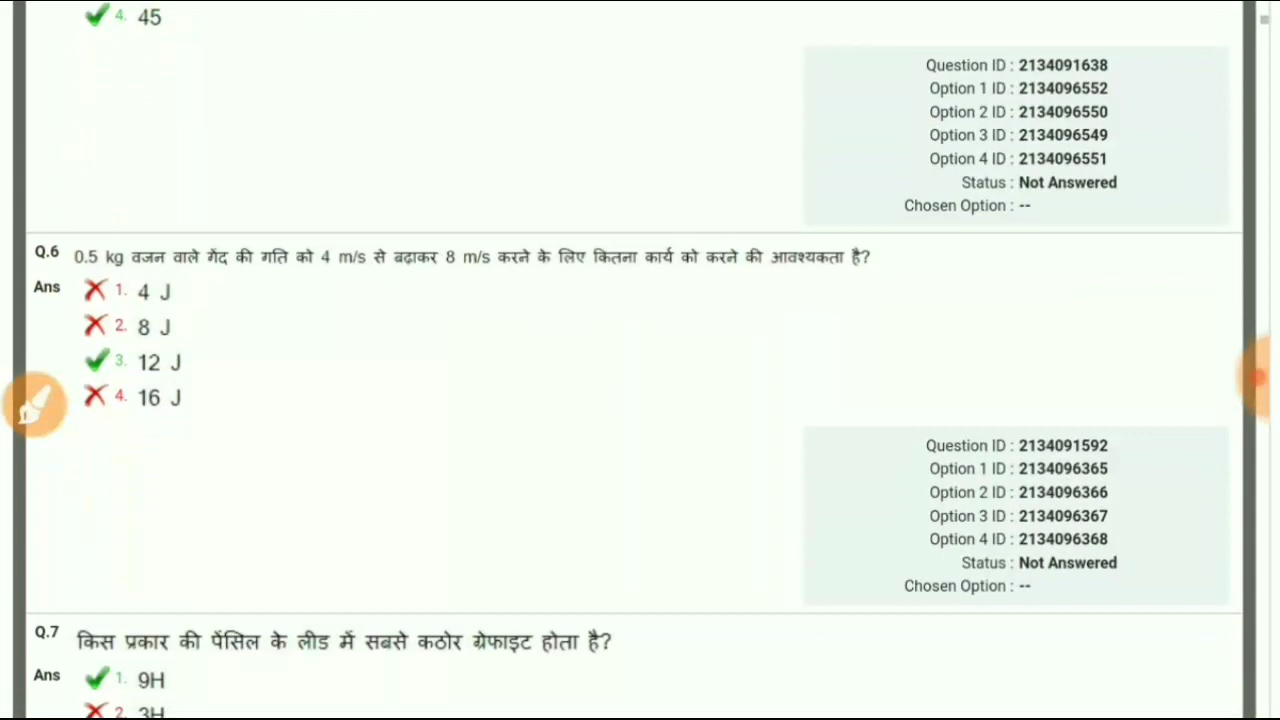 4. 45
Question ID : 2134091638
Option 1 ID : 2134096552
Option 2 ID : 2134096550
Option 3 ID : 2134096549
Option 4 ID : 2134096551
Status : Not Answered
Chosen Option : --
Q.6 0.5 kg वजन वाले गेंद की गति को 4 m/s से बढ़ाकर 8 m/s करने के लिए कितना कार्य को करने की आवश्यकता है?
Ans 1. 4 J
2. 8 J
3. 12 J
4. 16 J
Question ID : 2134091592
Option 1 ID : 2134096365
Option 2 ID : 2134096366
Option 3 ID : 2134096367
Option 4 ID : 2134096368
Status : Not Answered
Chosen Option : --
Q.7 किस प्रकार की पेंसिल के लीड में सबसे कठोर ग्रेफाइट होता है?
Ans 1. 9H
2. 3H